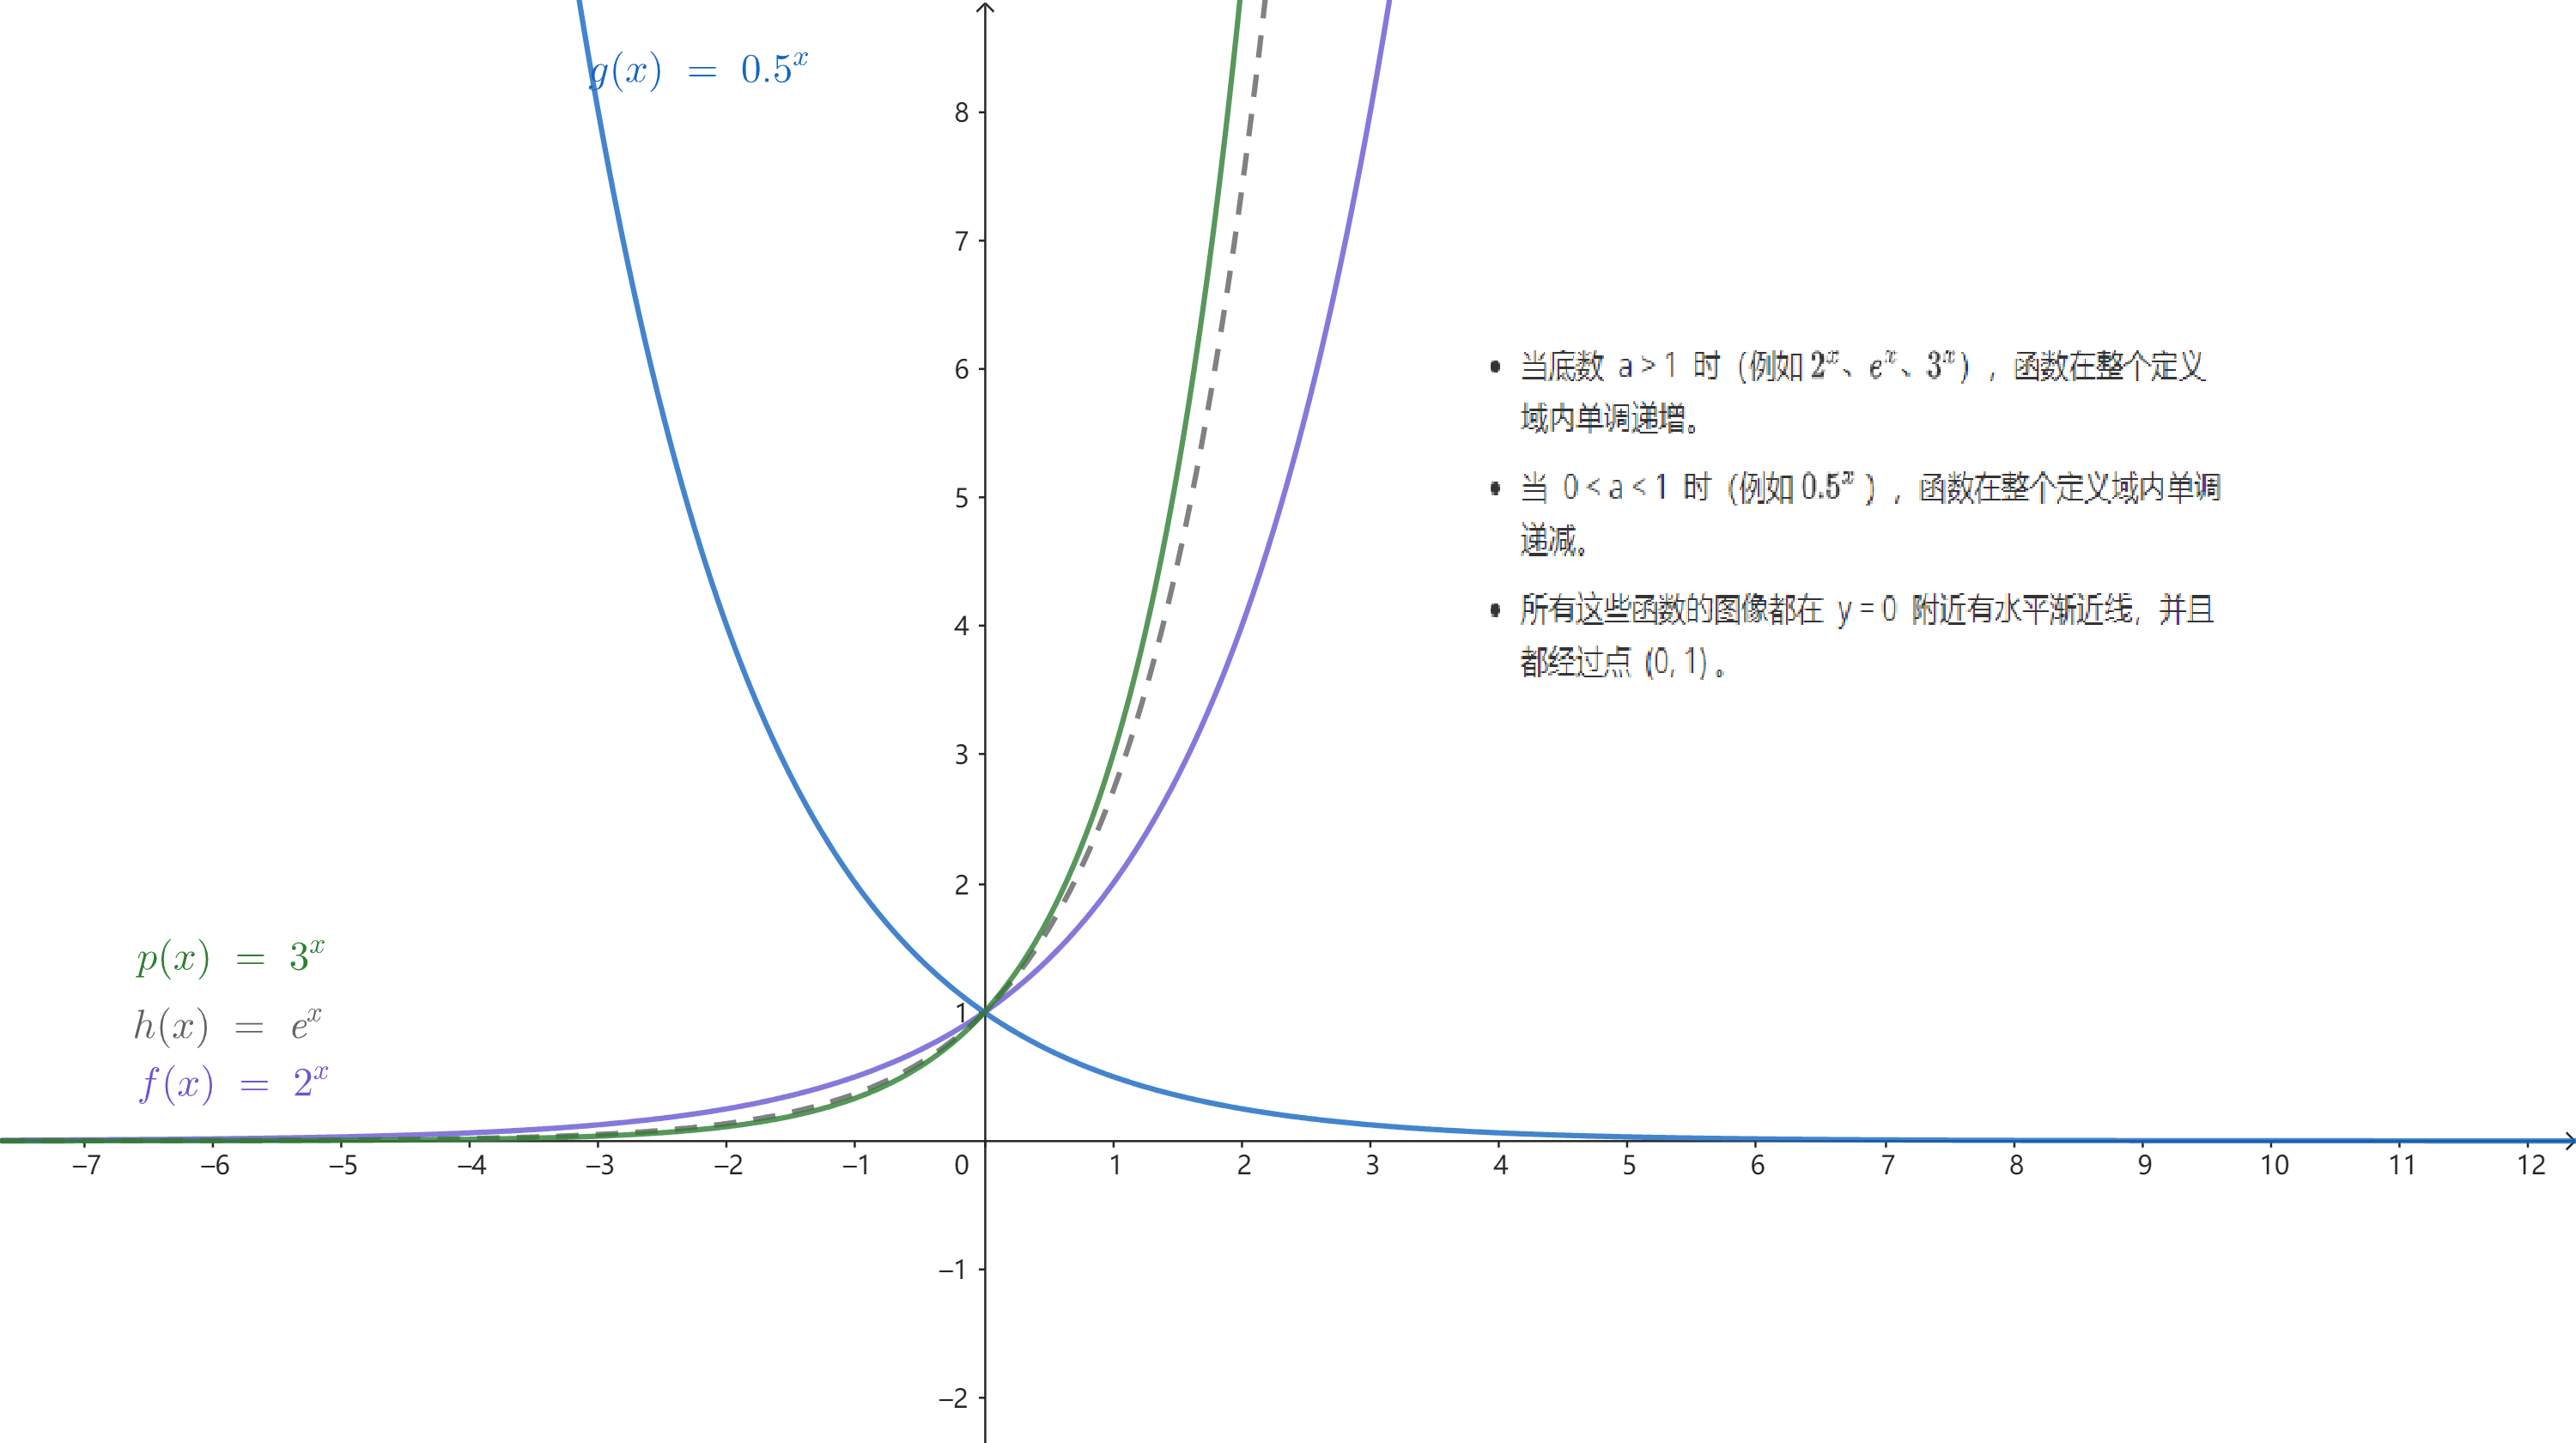 g(x) = 0.5^x
8
7
6
5
4
3
2
1
• 当底数 a > 1 时（例如 2^x、e^x、3^x），函数在整个定义
域内单调递增。
• 当 0 < a < 1 时（例如 0.5^x ），函数在整个定义域内单调
递减。
• 所有这些函数的图像都在 y = 0 附近有水平渐近线，并且
都经过点 (0, 1) 。
p(x) = 3^x
h(x) = e^x
f(x) = 2^x
–7 –6 –5 –4 –3 –2 –1 0 1 2 3 4 5 6 7 8 9 10 11 12
–1
–2